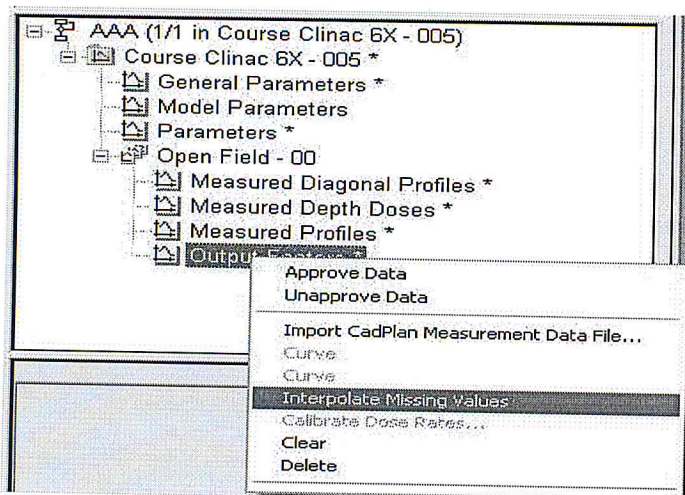 AAA (1/1 in Course Clinac 6X - 005)
Course Clinac 6X - 005 *
General Parameters *
Model Parameters
Parameters *
Open Field - 00
Measured Diagonal Profiles *
Measured Depth Doses *
Measured Profiles *
Output Factors *
Approve Data
Unapprove Data
Import CadPlan Measurement Data File...
Curve
Curve
Interpolate Missing Values
Calibrate Dose Rates...
Clear
Delete